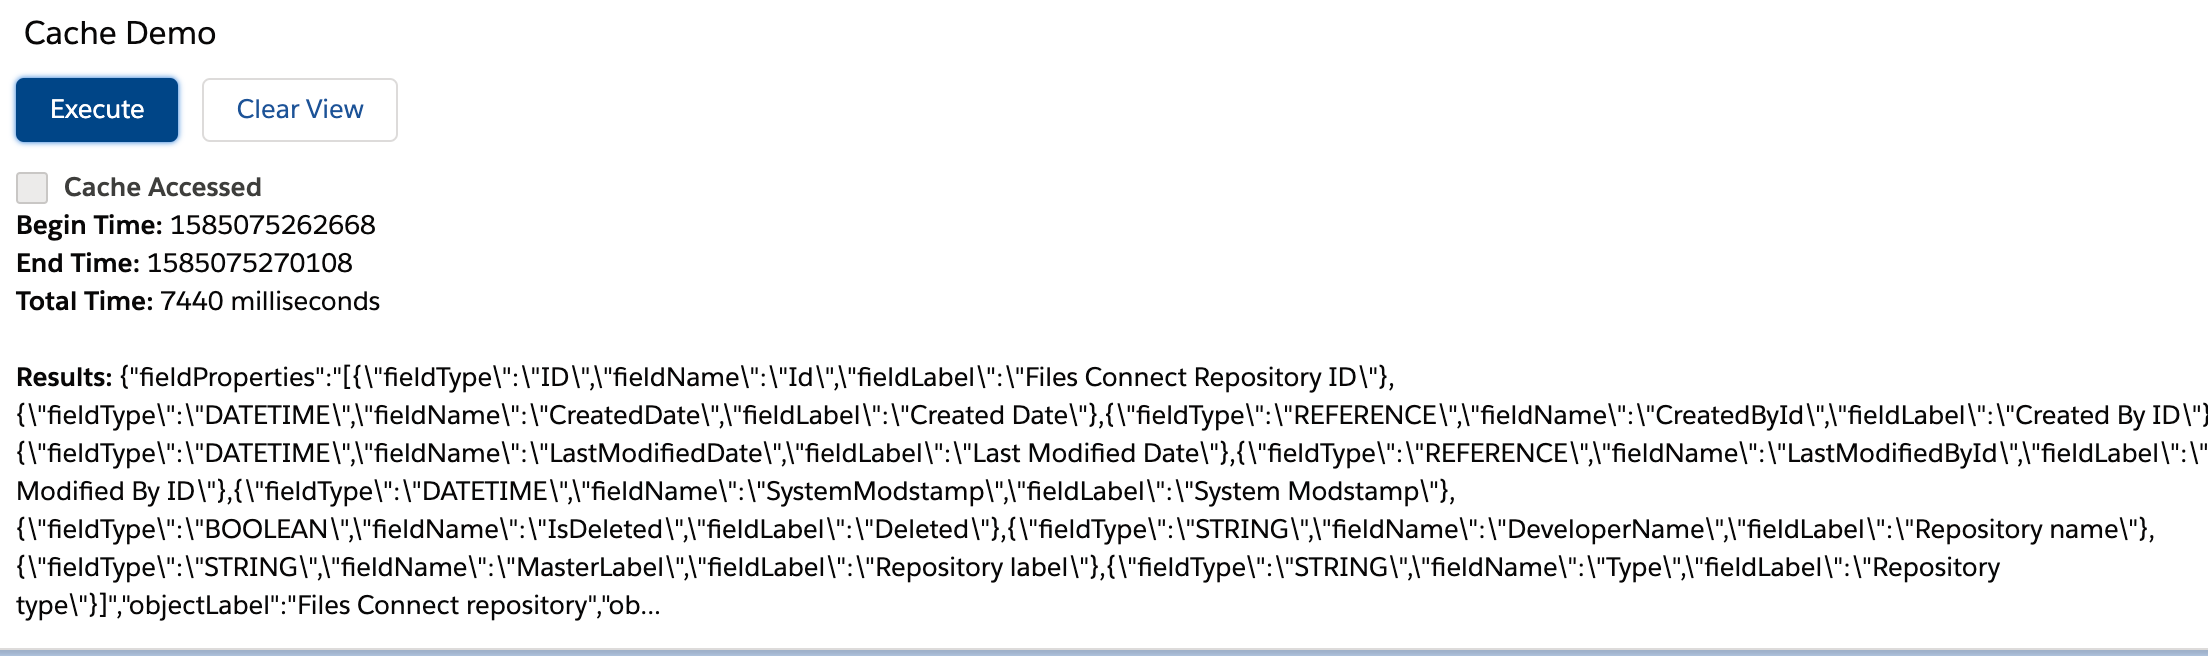 Cache Demo
Execute
Clear View
Cache Accessed
Begin Time: 1585075262668
End Time: 1585075270108
Total Time: 7440 milliseconds
Results: {"fieldProperties":"[{\"fieldType\":\"ID\",\"fieldName\":\"Id\",\"fieldLabel\":\"Files Connect Repository ID\"},
{\"fieldType\":\"DATETIME\",\"fieldName\":\"CreatedDate\",\"fieldLabel\":\"Created Date\"},{\"fieldType\":\"REFERENCE\",\"fieldName\":\"CreatedById\",\"fieldLabel\":\"Created By ID\"}
{\"fieldType\":\"DATETIME\",\"fieldName\":\"LastModifiedDate\",\"fieldLabel\":\"Last Modified Date\"},{\"fieldType\":\"REFERENCE\",\"fieldName\":\"LastModifiedById\",\"fieldLabel\":\"
Modified By ID\"},{\"fieldType\":\"DATETIME\",\"fieldName\":\"SystemModstamp\",\"fieldLabel\":\"System Modstamp\"},
{\"fieldType\":\"BOOLEAN\",\"fieldName\":\"IsDeleted\",\"fieldLabel\":\"Deleted\"},{\"fieldType\":\"STRING\",\"fieldName\":\"DeveloperName\",\"fieldLabel\":\"Repository name\"},
{\"fieldType\":\"STRING\",\"fieldName\":\"MasterLabel\",\"fieldLabel\":\"Repository label\"},{\"fieldType\":\"STRING\",\"fieldName\":\"Type\",\"fieldLabel\":\"Repository
type\"}]","objectLabel":"Files Connect repository","ob...